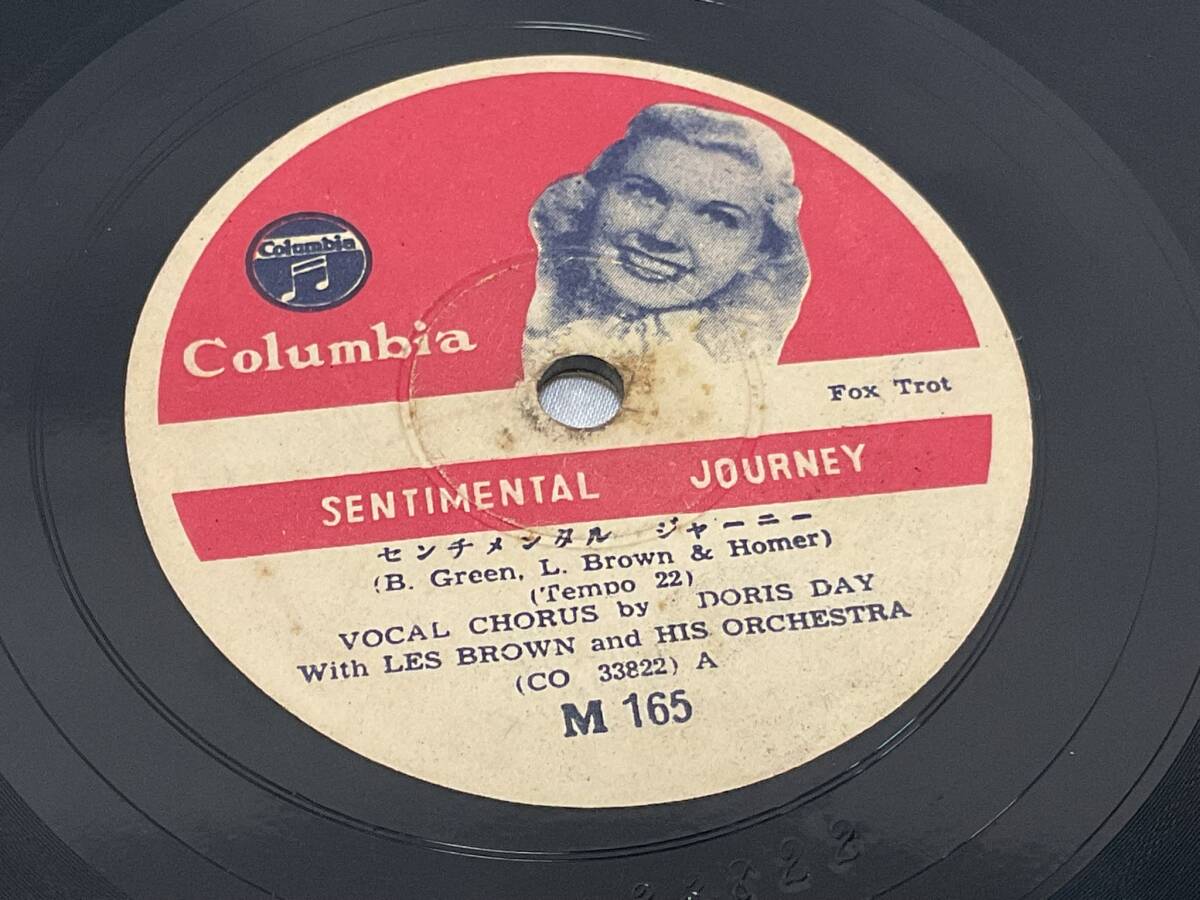 Columbia
Columbia
Fox Trot
SENTIMENTAL JOURNEY
センチメンタル ジャーニー
(B. Green, L. Brown & Homer)
(Tempo 22)
VOCAL CHORUS by DORIS DAY
With LES BROWN and HIS ORCHESTRA
(CO 33822) A
M 165